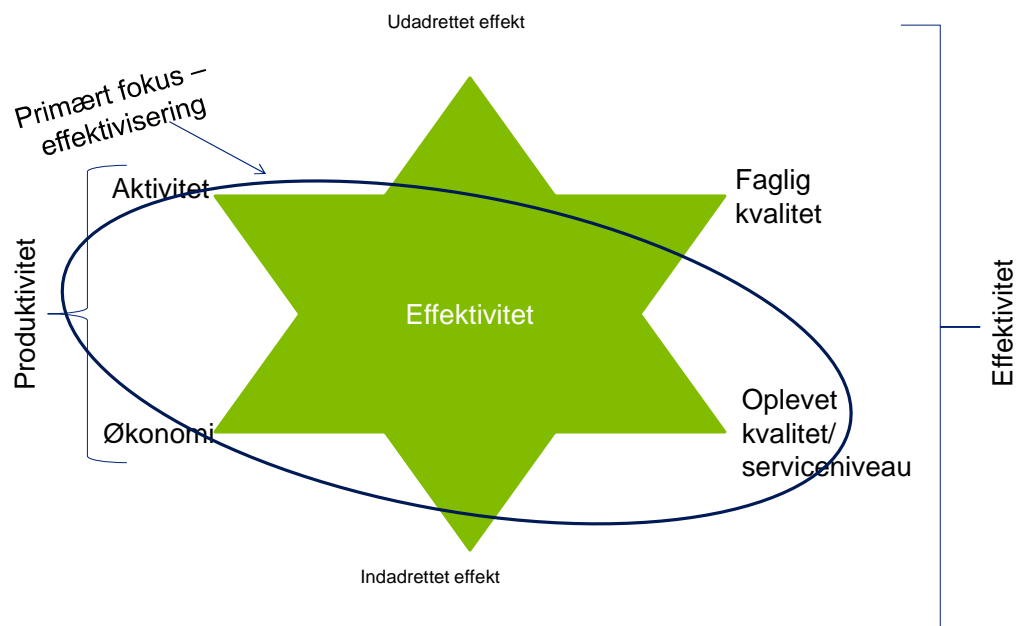 Udadrettet effekt
Primært fokus –
effektivisering
Aktivitet
Faglig
kvalitet
Produktivitet
Effektivitet
Effektivitet
Økonomi
Oplevet
kvalitet/
serviceniveau
Indadrettet effekt